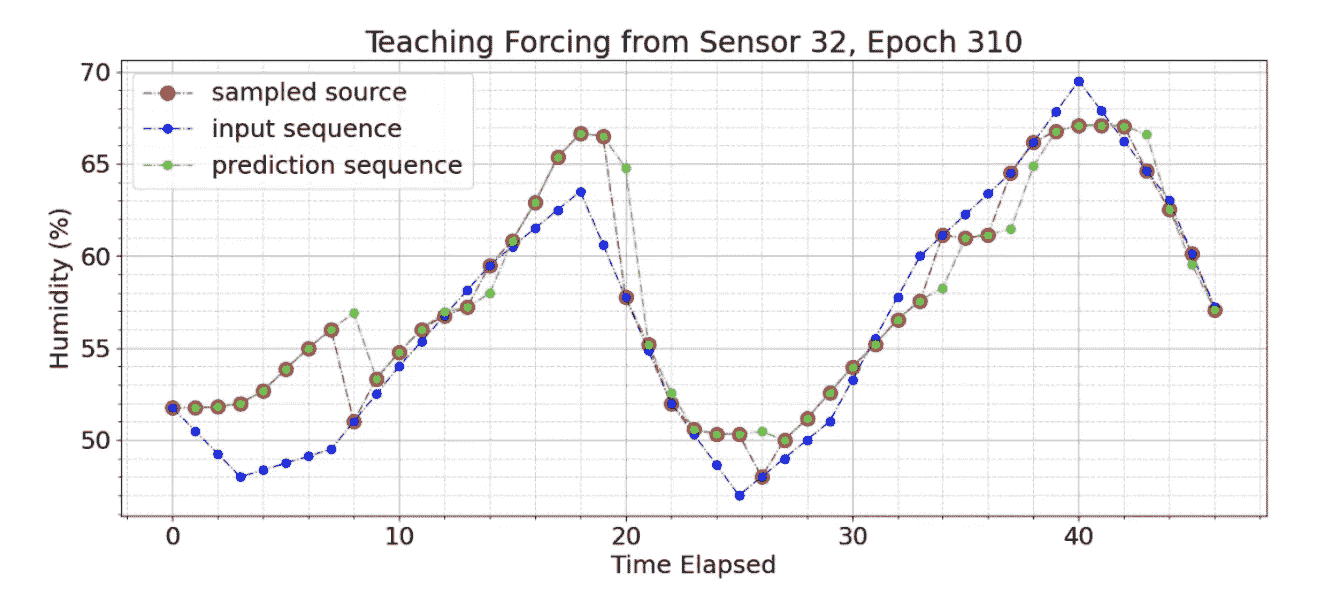 Teaching Forcing from Sensor 32, Epoch 310
70
sampled source
input sequence
prediction sequence
65
60
55
50
Humidity (%)
0 10 20 30 40
Time Elapsed